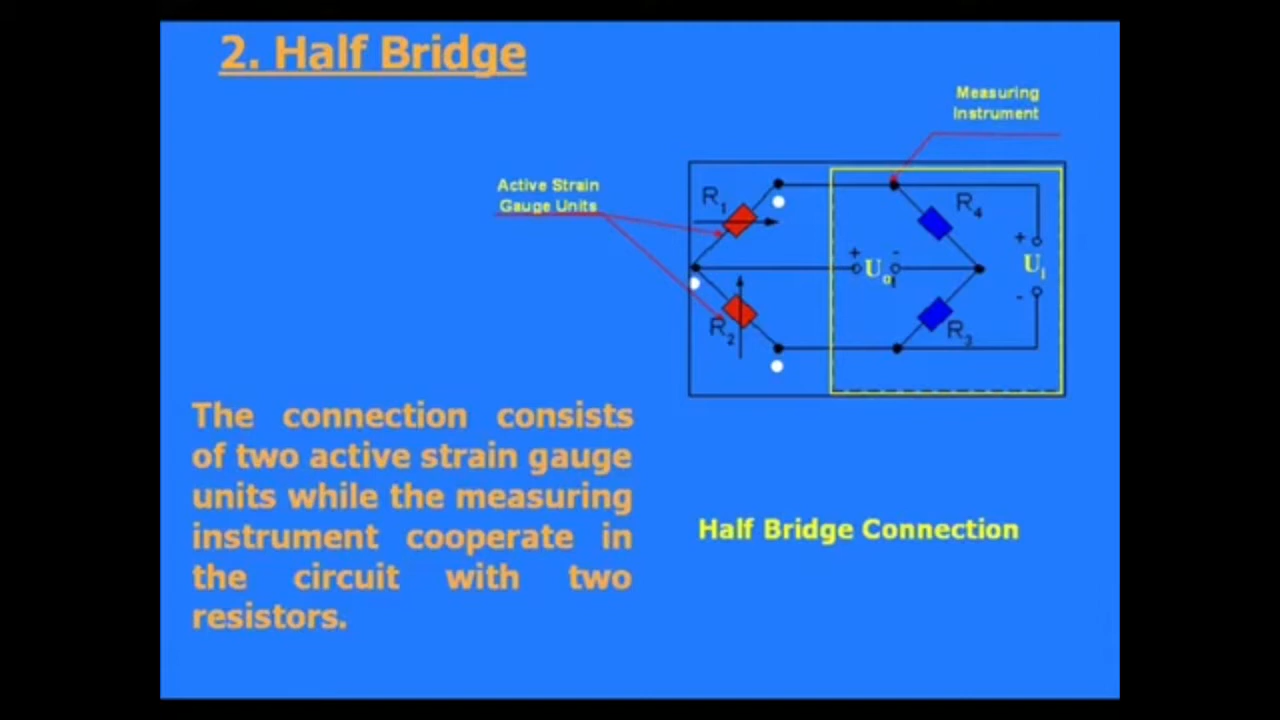 2. Half Bridge
Measuring
Instrument
Active Strain
Gauge Units
R1
R4
+
-
Uo
+
Ui
-
R2
R3
The connection consists
of two active strain gauge
units while the measuring
instrument cooperate in
the circuit with two
resistors.
Half Bridge Connection